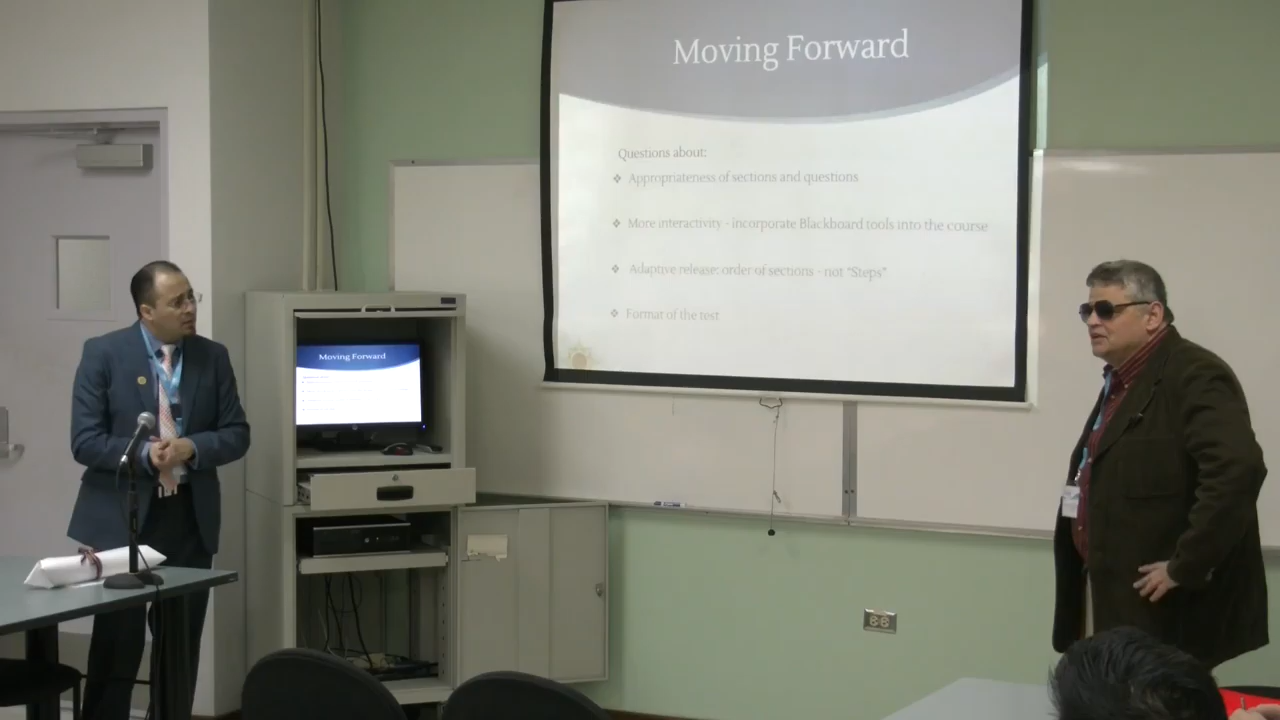 Moving Forward
Questions about:
Appropriateness of sections and questions
More interactivity - incorporate Blackboard tools into the course
Adaptive release: order of sections - not "Steps"
Format of the test
Moving Forward